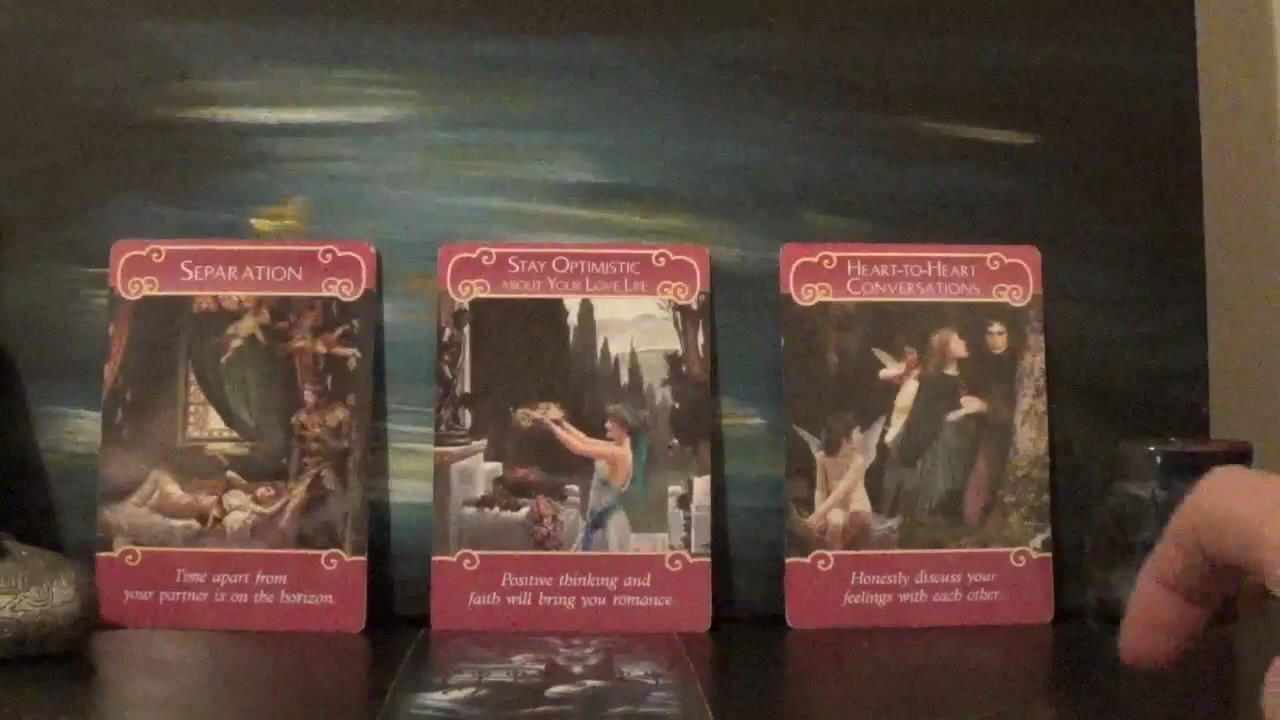 SEPARATION
Time apart from
your partner is on the horizon.
STAY OPTIMISTIC
ABOUT YOUR LOVE LIFE
Positive thinking and
faith will bring you romance.
HEART-TO-HEART
CONVERSATIONS
Honestly discuss your
feelings with each other.